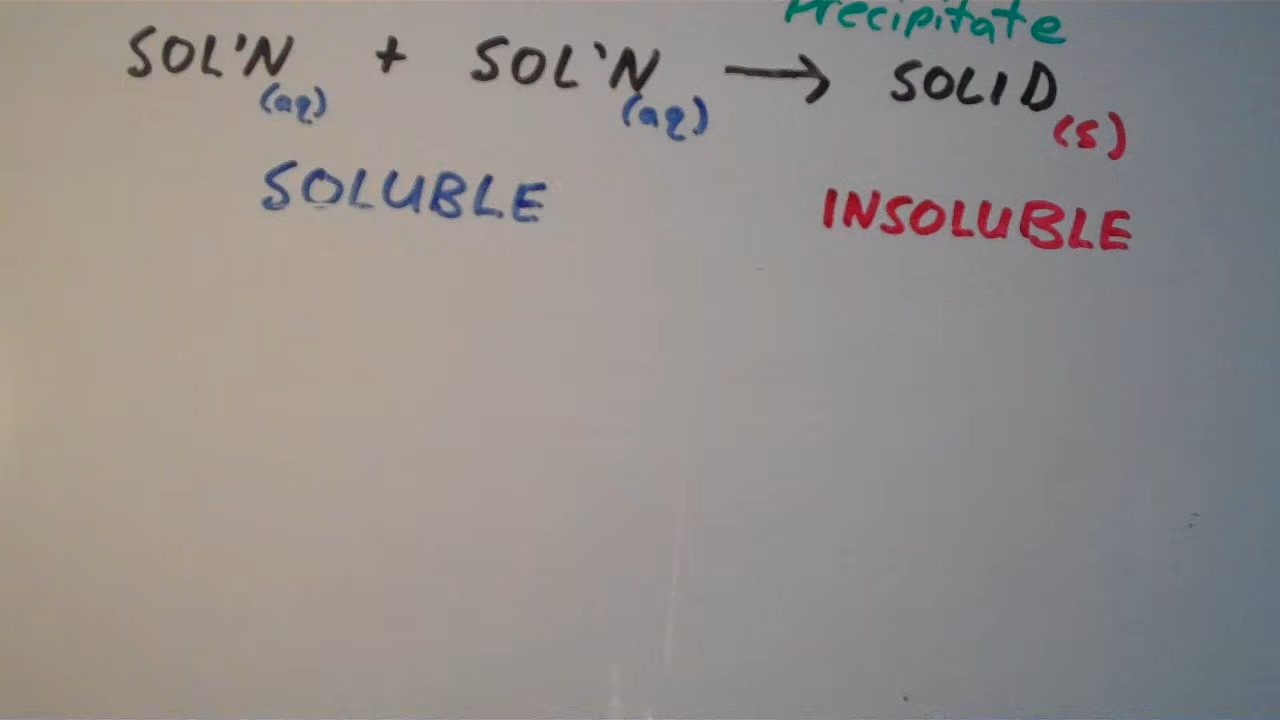 Precipitate
SOL'N(aq) + SOL'N(aq) → SOLID(s)
SOLUBLE INSOLUBLE